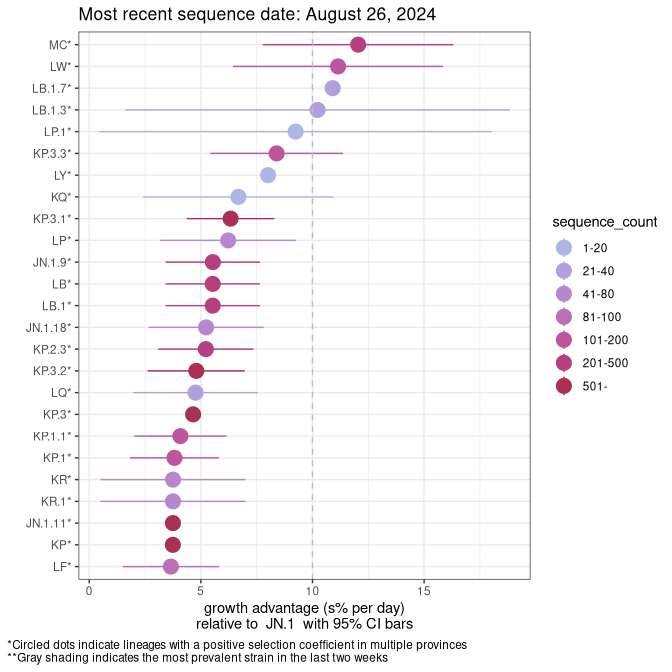 Most recent sequence date: August 26, 2024
MC*
LW*
LB.1.7*
LB.1.3*
LP.1*
KP.3.3*
LY*
KQ*
KP.3.1*
LP*
JN.1.9*
LB*
LB.1*
JN.1.18*
KP.2.3*
KP.3.2*
LQ*
KP.3*
KP.1.1*
KP.1*
KR*
KR.1*
JN.1.11*
KP*
LF*
0 5 10 15
growth advantage (s% per day)
relative to JN.1 with 95% CI bars
sequence_count
1-20
21-40
41-80
81-100
101-200
201-500
501-
*Circled dots indicate lineages with a positive selection coefficient in multiple provinces
**Gray shading indicates the most prevalent strain in the last two weeks